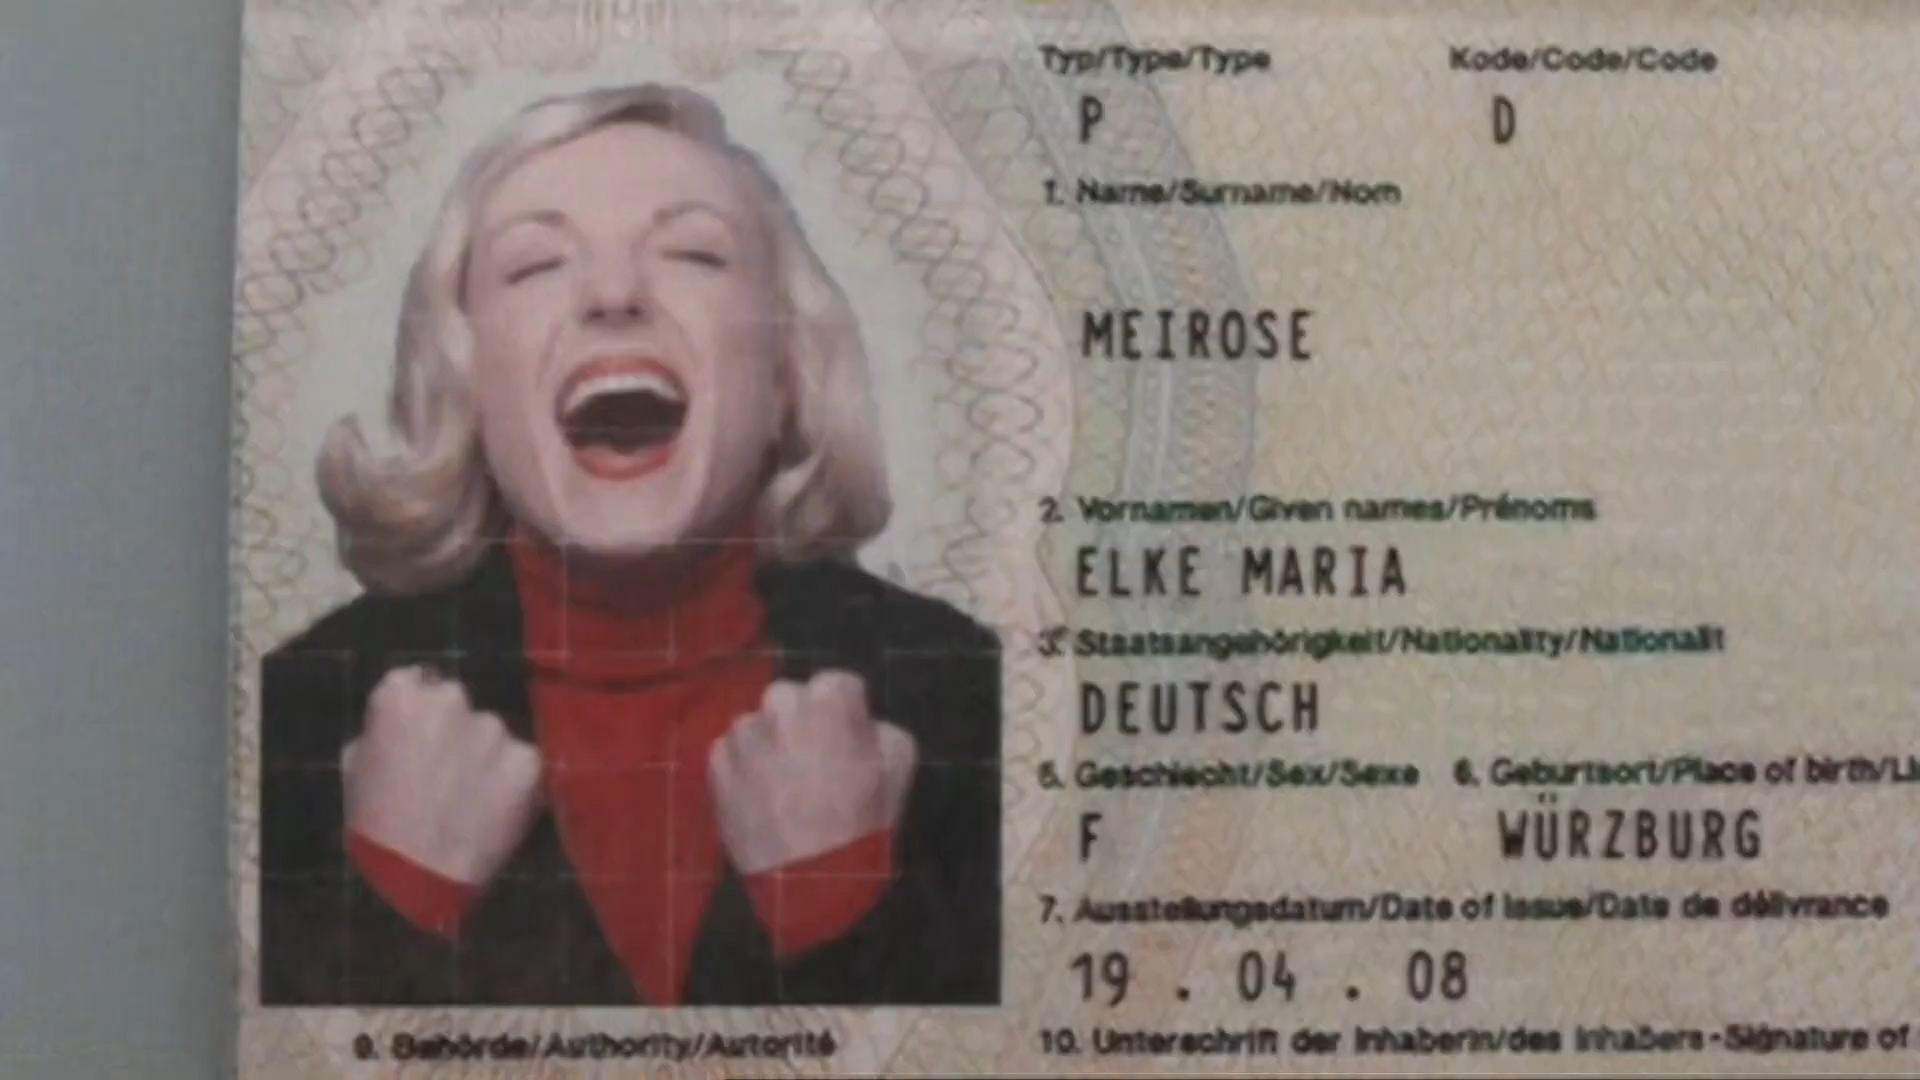 Typ/Type/Type Kode/Code/Code
P D
1. Name/Surname/Nom
MEIROSE
2. Vornamen/Given names/Prénoms
ELKE MARIA
3. Staatsangehörigkeit/Nationality/Nationalit
DEUTSCH
5. Geschlecht/Sex/Sexe 6. Geburtsort/Place of birth/Li
F WÜRZBURG
7. Ausstellungsdatum/Date of issue/Date de délivrance
19 . 04 . 08
9. Behörde/Authority/Autorité
10. Unterschrift der Inhaberin/des Inhabers - Signature of